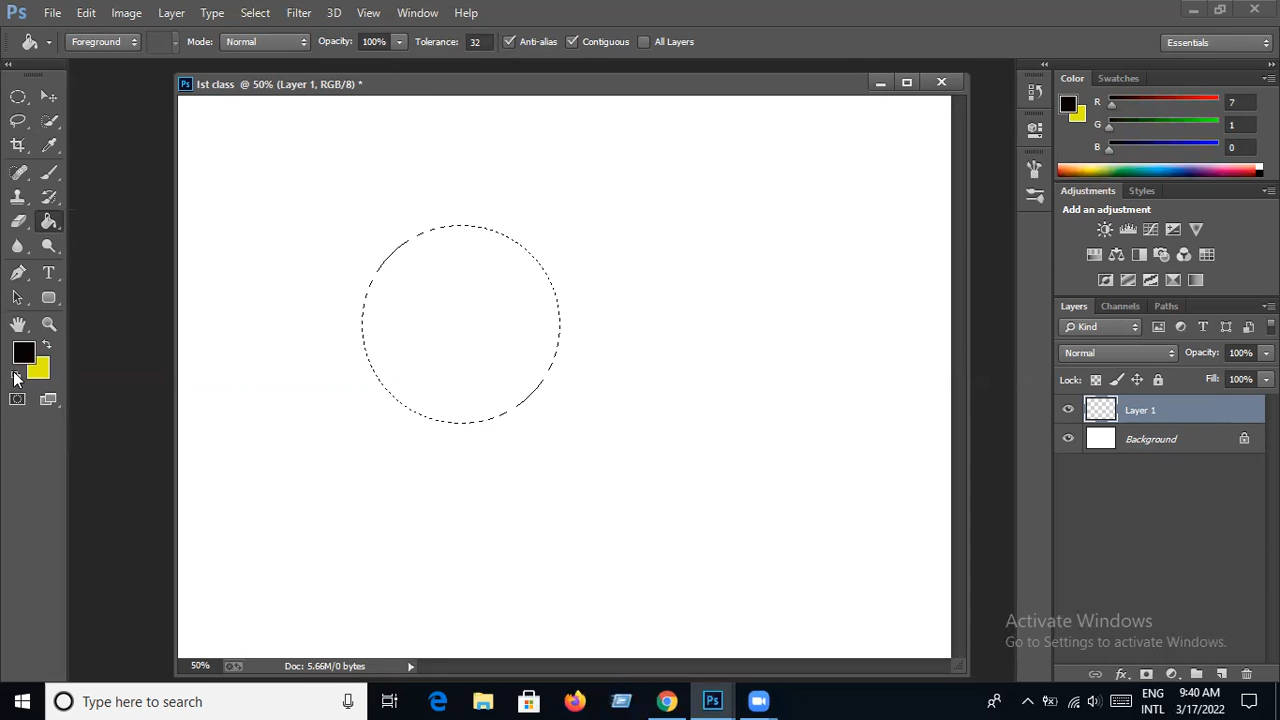 Ps File Edit Image Layer Type Select Filter 3D View Window Help
Foreground Mode: Normal Opacity: 100% Tolerance: 32 Anti-alias Contiguous All Layers Essentials
Ps Ist class @ 50% (Layer 1, RGB/8) *
Color Swatches
R 7
G 1
B 0
Adjustments Styles
Add an adjustment
Layers Channels Paths
Kind
Normal Opacity: 100%
Lock: Fill: 100%
Layer 1
Background
T
Activate Windows
Go to Settings to activate Windows.
50% Doc: 5.66M/0 bytes
fx
Type here to search
Ps
ENG
INTL
9:40 AM
3/17/2022